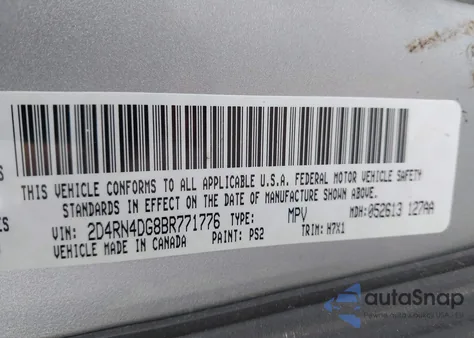 THIS VEHICLE CONFORMS TO ALL APPLICABLE U.S.A. FEDERAL MOTOR VEHICLE SAFETY
STANDARDS IN EFFECT ON THE DATE OF MANUFACTURE SHOWN ABOVE.
VIN: 2D4RN4DG8BR771776 TYPE: MPV MDH: 052613 127AA
VEHICLE MADE IN CANADA PAINT: PS2 TRIM: H7X1
autoSnap